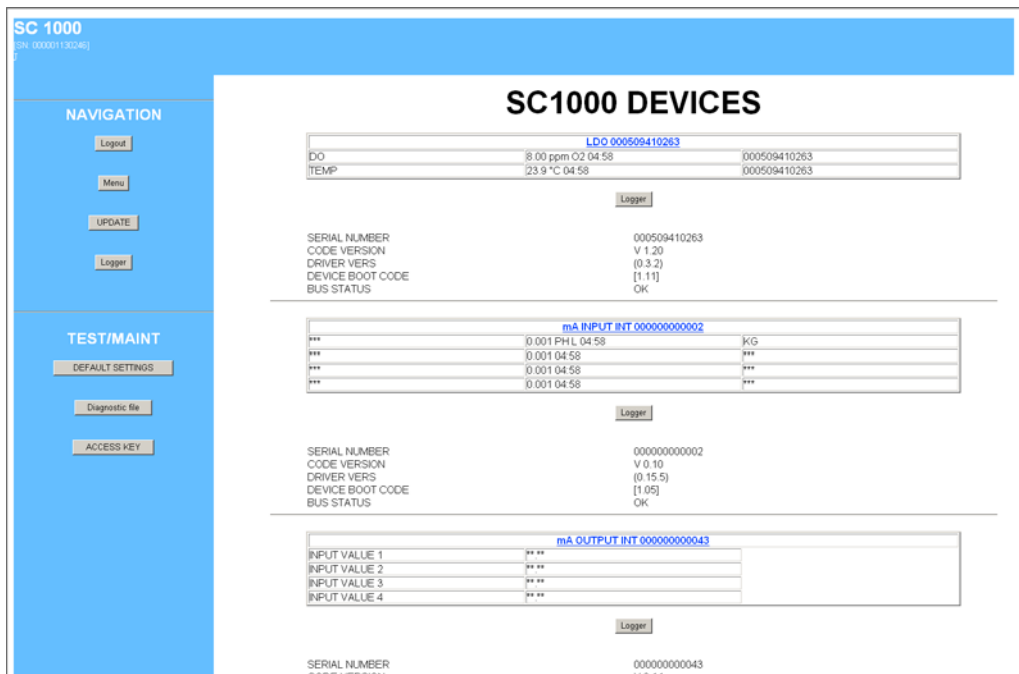 SC 1000
[SN: 000001130246]
NAVIGATION
Logout
Menu
UPDATE
Logger
TEST/MAINT
DEFAULT SETTINGS
Diagnostic file
ACCESS KEY
SC1000 DEVICES
LDO 000509410263
DO 8.00 ppm O2 04:58 000509410263
TEMP 23.9 °C 04:58 000509410263
Logger
SERIAL NUMBER 000509410263
CODE VERSION V 1.20
DRIVER VERS (0.3.2)
DEVICE BOOT CODE [1.11]
BUS STATUS OK
mA INPUT INT 000000000002
*** 0.001 PH L 04:58 KG
*** 0.001 04:58 ***
*** 0.001 04:58 ***
*** 0.001 04:58 ***
Logger
SERIAL NUMBER 000000000002
CODE VERSION V 0.10
DRIVER VERS (0.15.5)
DEVICE BOOT CODE [1.05]
BUS STATUS OK
mA OUTPUT INT 000000000043
INPUT VALUE 1 **.**
INPUT VALUE 2 **.**
INPUT VALUE 3 **.**
INPUT VALUE 4 **.**
Logger
SERIAL NUMBER 000000000043